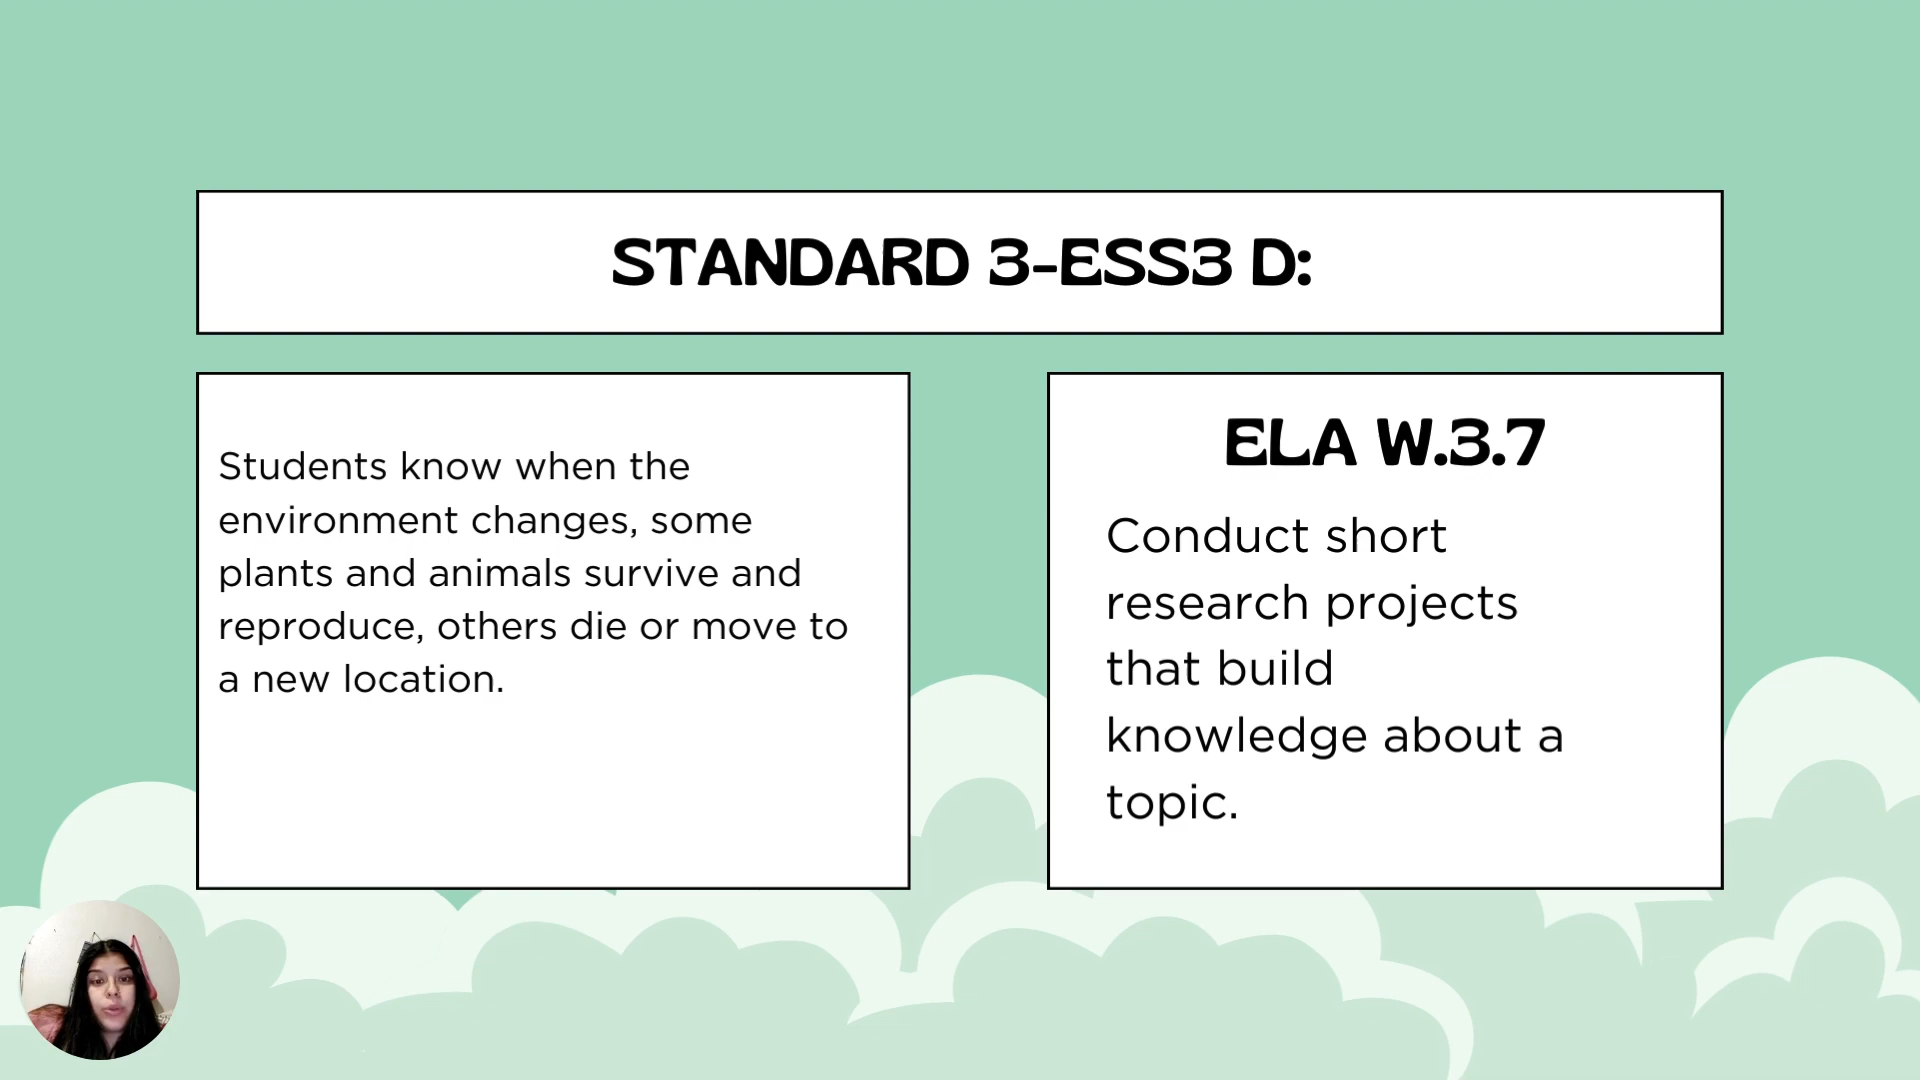 STANDARD 3-ESS3 D:
Students know when the
environment changes, some
plants and animals survive and
reproduce, others die or move to
a new location.
ELA W.3.7
Conduct short
research projects
that build
knowledge about a
topic.